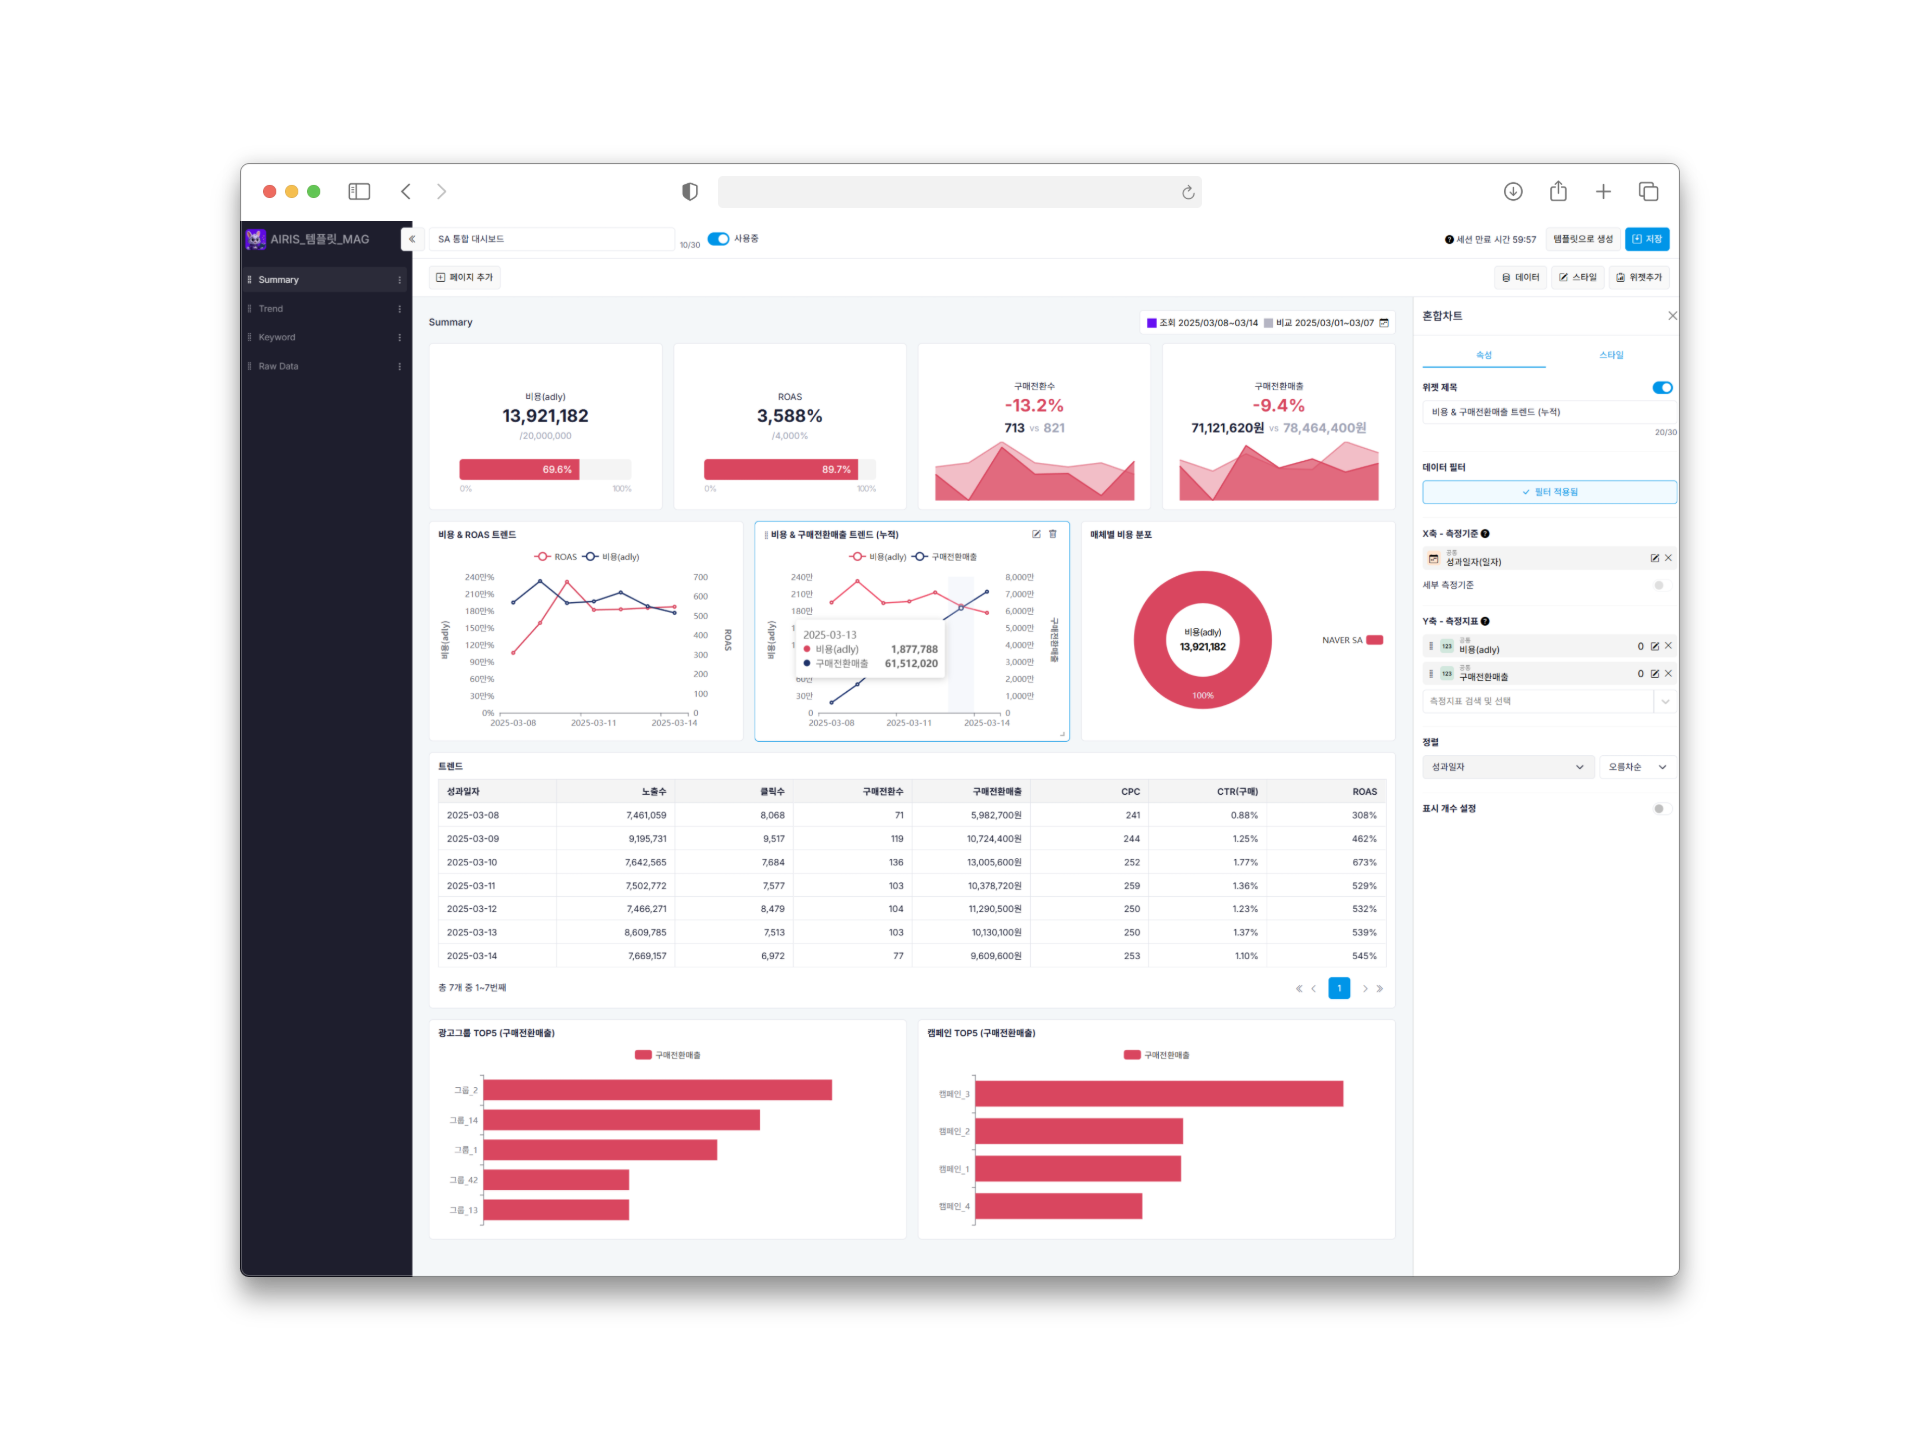 AIRIS_템플릿_MAG
Summary
Trend
Keyword
Raw Data
SA 통합 대시보드
10/30
사용중
세션 만료 시간 59:57
템플릿으로 생성
저장
페이지 추가
데이터
스타일
위젯추가
Summary
조회 2025/03/08~03/14
비교 2025/03/01~03/07
비용(adly)
13,921,182
/20,000,000
69.6%
0%
100%
ROAS
3,588%
/4,000%
89.7%
0%
100%
구매전환수
-13.2%
713 vs 821
구매전환매출
-9.4%
71,121,620원 vs 78,464,400원
비용 & ROAS 트렌드
ROAS
비용(adly)
240만%
210만%
180만%
150만%
120만%
90만%
60만%
30만%
0%
비용(adly)
700
600
500
400
300
200
100
0
ROAS
2025-03-08
2025-03-11
2025-03-14
비용 & 구매전환매출 트렌드 (누적)
비용(adly)
구매전환매출
240만
210만
180만
1
1
60만
30만
0
비용(adly)
2025-03-13
비용(adly) 1,877,788
구매전환매출 61,512,020
8,000만
7,000만
6,000만
5,000만
4,000만
3,000만
2,000만
1,000만
0
구매전환매출
2025-03-08
2025-03-11
2025-03-14
매체별 비용 분포
비용(adly)
13,921,182
100%
NAVER SA
트렌드
성과일자 노출수 클릭수 구매전환수 구매전환매출 CPC CTR(구매) ROAS
2025-03-08 7,461,059 8,068 71 5,982,700원 241 0.88% 308%
2025-03-09 9,195,731 9,517 119 10,724,400원 244 1.25% 462%
2025-03-10 7,642,565 7,684 136 13,005,600원 252 1.77% 673%
2025-03-11 7,502,772 7,577 103 10,378,720원 259 1.36% 529%
2025-03-12 7,466,271 8,479 104 11,290,500원 250 1.23% 532%
2025-03-13 8,609,785 7,513 103 10,130,100원 250 1.37% 539%
2025-03-14 7,669,157 6,972 77 9,609,600원 253 1.10% 545%
총 7개 중 1~7번째
1
광고그룹 TOP5 (구매전환매출)
구매전환매출
그룹_2
그룹_14
그룹_1
그룹_42
그룹_13
캠페인 TOP5 (구매전환매출)
구매전환매출
캠페인_3
캠페인_2
캠페인_1
캠페인_4
혼합차트
속성
스타일
위젯 제목
비용 & 구매전환매출 트렌드 (누적)
20/30
데이터 필터
필터 적용됨
X축 - 측정기준
공통
성과일자(일자)
세부 측정기준
Y축 - 측정지표
123
공통
비용(adly)
0
123
공통
구매전환매출
0
측정지표 검색 및 선택
정렬
성과일자
오름차순
표시 개수 설정